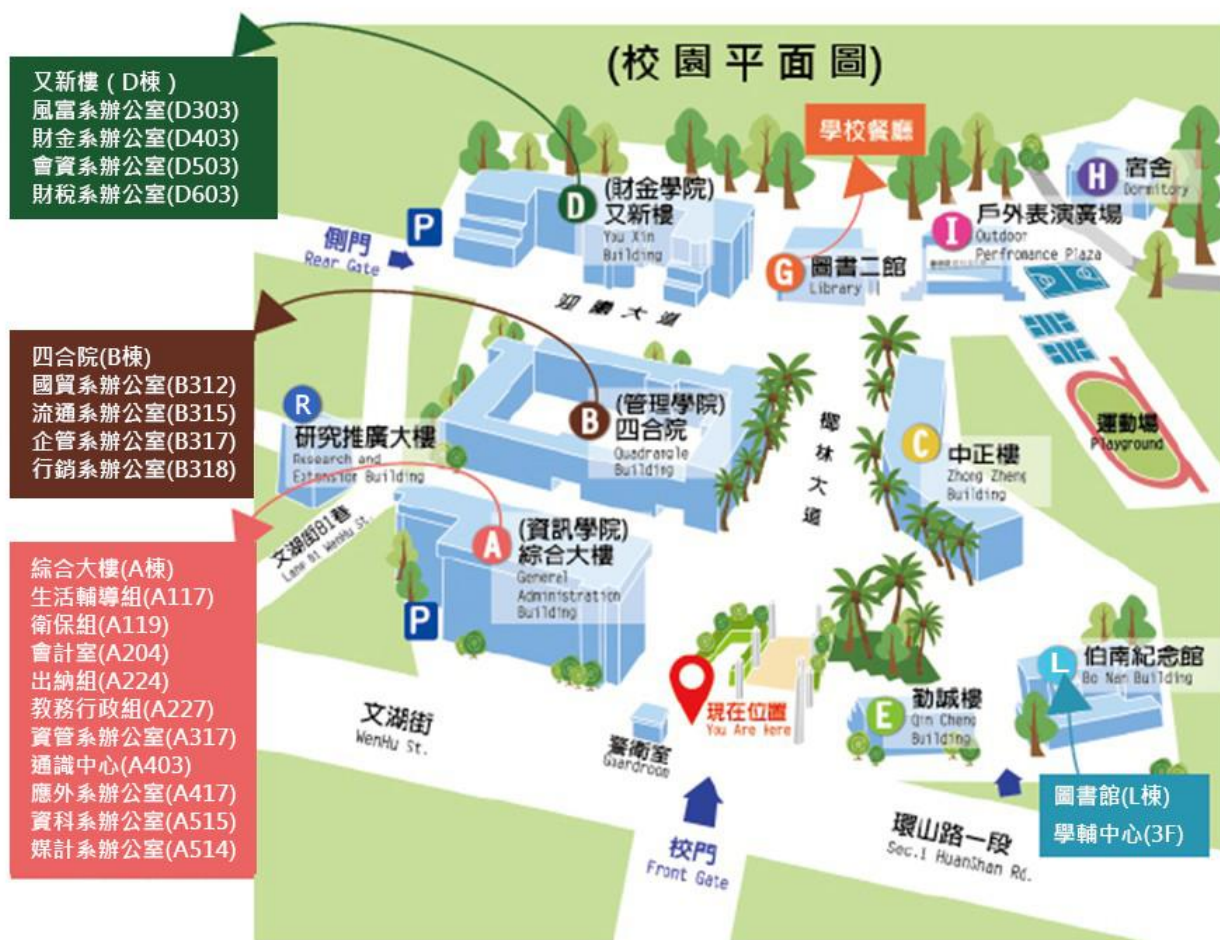 (校園平面圖)
又新樓（D棟）
風富系辦公室(D303)
財金系辦公室(D403)
會資系辦公室(D503)
財稅系辦公室(D603)
學校餐廳
H
宿舍
Dormitory
(財金學院)
D
又新樓
You Xin
Building
P
側門
Rear Gate
I
戶外表演廣場
Outdoor
Perfromance Plaza
G
圖書二館
Library II
迎曦大道
四合院(B棟)
國貿系辦公室(B312)
流通系辦公室(B315)
企管系辦公室(B317)
行銷系辦公室(B318)
R
研究推廣大樓
Research and
Extension Building
(管理學院)
B
四合院
Quadrangle
Building
椰林大道
C
中正樓
Zhong Zheng
Building
運動場
Playground
文湖街81巷
Lane 81 WenHu St.
綜合大樓(A棟)
生活輔導組(A117)
衛保組(A119)
會計室(A204)
出納組(A224)
教務行政組(A227)
資管系辦公室(A317)
通識中心(A403)
應外系辦公室(A417)
資科系辦公室(A515)
媒計系辦公室(A514)
(資訊學院)
A
綜合大樓
General
Administration
Building
P
文湖街
WenHu St.
警衛室
Guardroom
現在位置
You Are Here
E
勤誠樓
Qin Cheng
Building
L
伯南紀念館
Bo Nan Building
圖書館(L棟)
學輔中心(3F)
校門
Front Gate
環山路一段
Sec.1 HuanShan Rd.